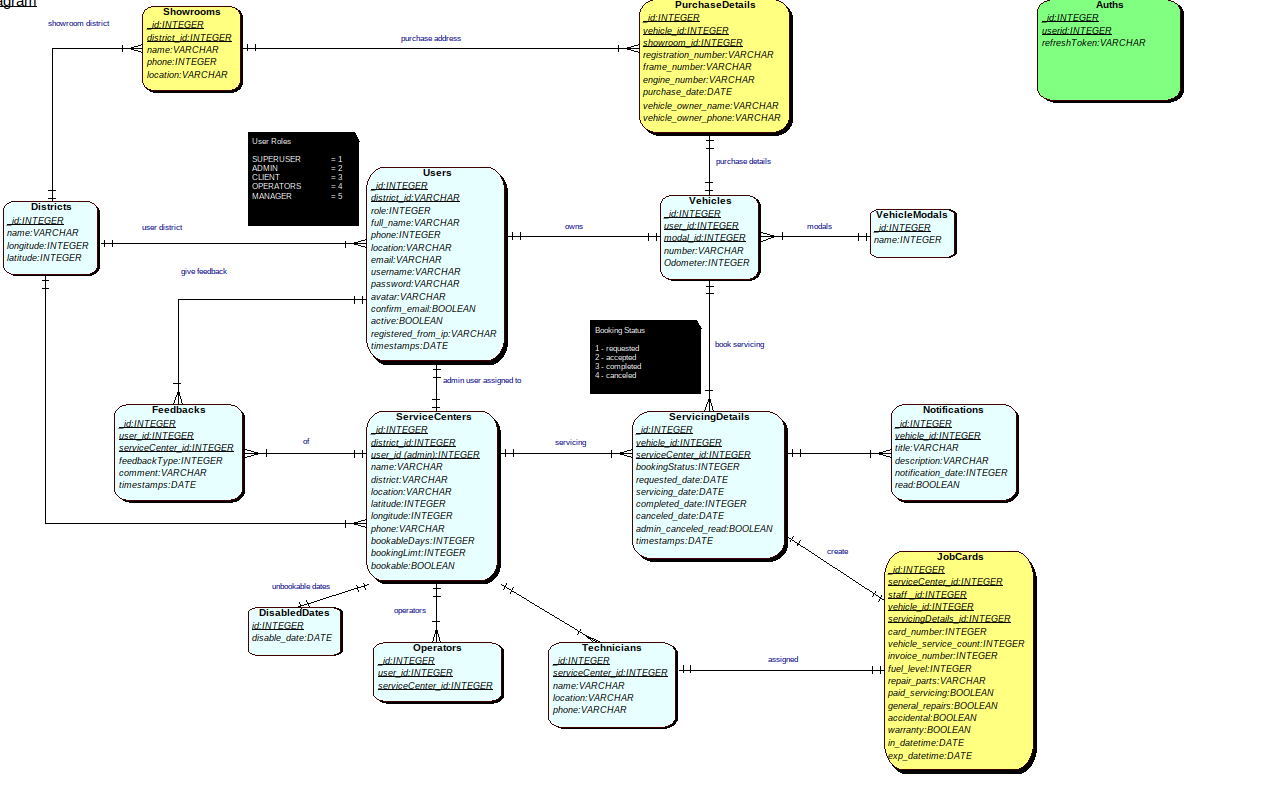 agram
showroom district
Showrooms
_id:INTEGER
district_id:INTEGER
name:VARCHAR
phone:INTEGER
location:VARCHAR
purchase address
PurchaseDetails
_id:INTEGER
vehicle_id:INTEGER
showroom_id:INTEGER
registration_number:VARCHAR
frame_number:VARCHAR
engine_number:VARCHAR
purchase_date:DATE
vehicle_owner_name:VARCHAR
vehicle_owner_phone:VARCHAR
Auths
_id:INTEGER
userid:INTEGER
refreshToken:VARCHAR
User Roles
SUPERUSER = 1
ADMIN = 2
CLIENT = 3
OPERATORS = 4
MANAGER = 5
purchase details
Districts
_id:INTEGER
name:VARCHAR
longitude:INTEGER
latitude:INTEGER
user district
give feedback
Users
_id:INTEGER
district_id:VARCHAR
role:INTEGER
full_name:VARCHAR
phone:INTEGER
location:VARCHAR
email:VARCHAR
username:VARCHAR
password:VARCHAR
avatar:VARCHAR
confirm_email:BOOLEAN
active:BOOLEAN
registered_from_ip:VARCHAR
timestamps:DATE
owns
Vehicles
_id:INTEGER
user_id:INTEGER
modal_id:INTEGER
number:VARCHAR
Odometer:INTEGER
modals
VehicleModals
_id:INTEGER
name:INTEGER
Booking Status
1 - requested
2 - accepted
3 - completed
4 - canceled
book servicing
admin user assigned to
Feedbacks
_id:INTEGER
user_id:INTEGER
serviceCenter_id:INTEGER
feedbackType:INTEGER
comment:VARCHAR
timestamps:DATE
of
ServiceCenters
_id:INTEGER
district_id:INTEGER
user_id (admin):INTEGER
name:VARCHAR
district:VARCHAR
location:VARCHAR
latitude:INTEGER
longitude:INTEGER
phone:VARCHAR
bookableDays:INTEGER
bookingLimt:INTEGER
bookable:BOOLEAN
servicing
ServicingDetails
_id:INTEGER
vehicle_id:INTEGER
serviceCenter_id:INTEGER
bookingStatus:INTEGER
requested_date:DATE
servicing_date:DATE
completed_date:INTEGER
canceled_date:DATE
admin_canceled_read:BOOLEAN
timestamps:DATE
Notifications
_id:INTEGER
vehicle_id:INTEGER
title:VARCHAR
description:VARCHAR
notification_date:INTEGER
read:BOOLEAN
create
JobCards
_id:INTEGER
serviceCenter_id:INTEGER
staff _id:INTEGER
vehicle_id:INTEGER
servicingDetails_id:INTEGER
card_number:INTEGER
vehicle_service_count:INTEGER
invoice_number:INTEGER
fuel_level:INTEGER
repair_parts:VARCHAR
paid_servicing:BOOLEAN
general_repairs:BOOLEAN
accidental:BOOLEAN
warranty:BOOLEAN
in_datetime:DATE
exp_datetime:DATE
unbookable dates
DisabledDates
id:INTEGER
disable_date:DATE
operators
Operators
_id:INTEGER
user_id:INTEGER
serviceCenter_id:INTEGER
Technicians
_id:INTEGER
serviceCenter_id:INTEGER
name:VARCHAR
location:VARCHAR
phone:VARCHAR
assigned